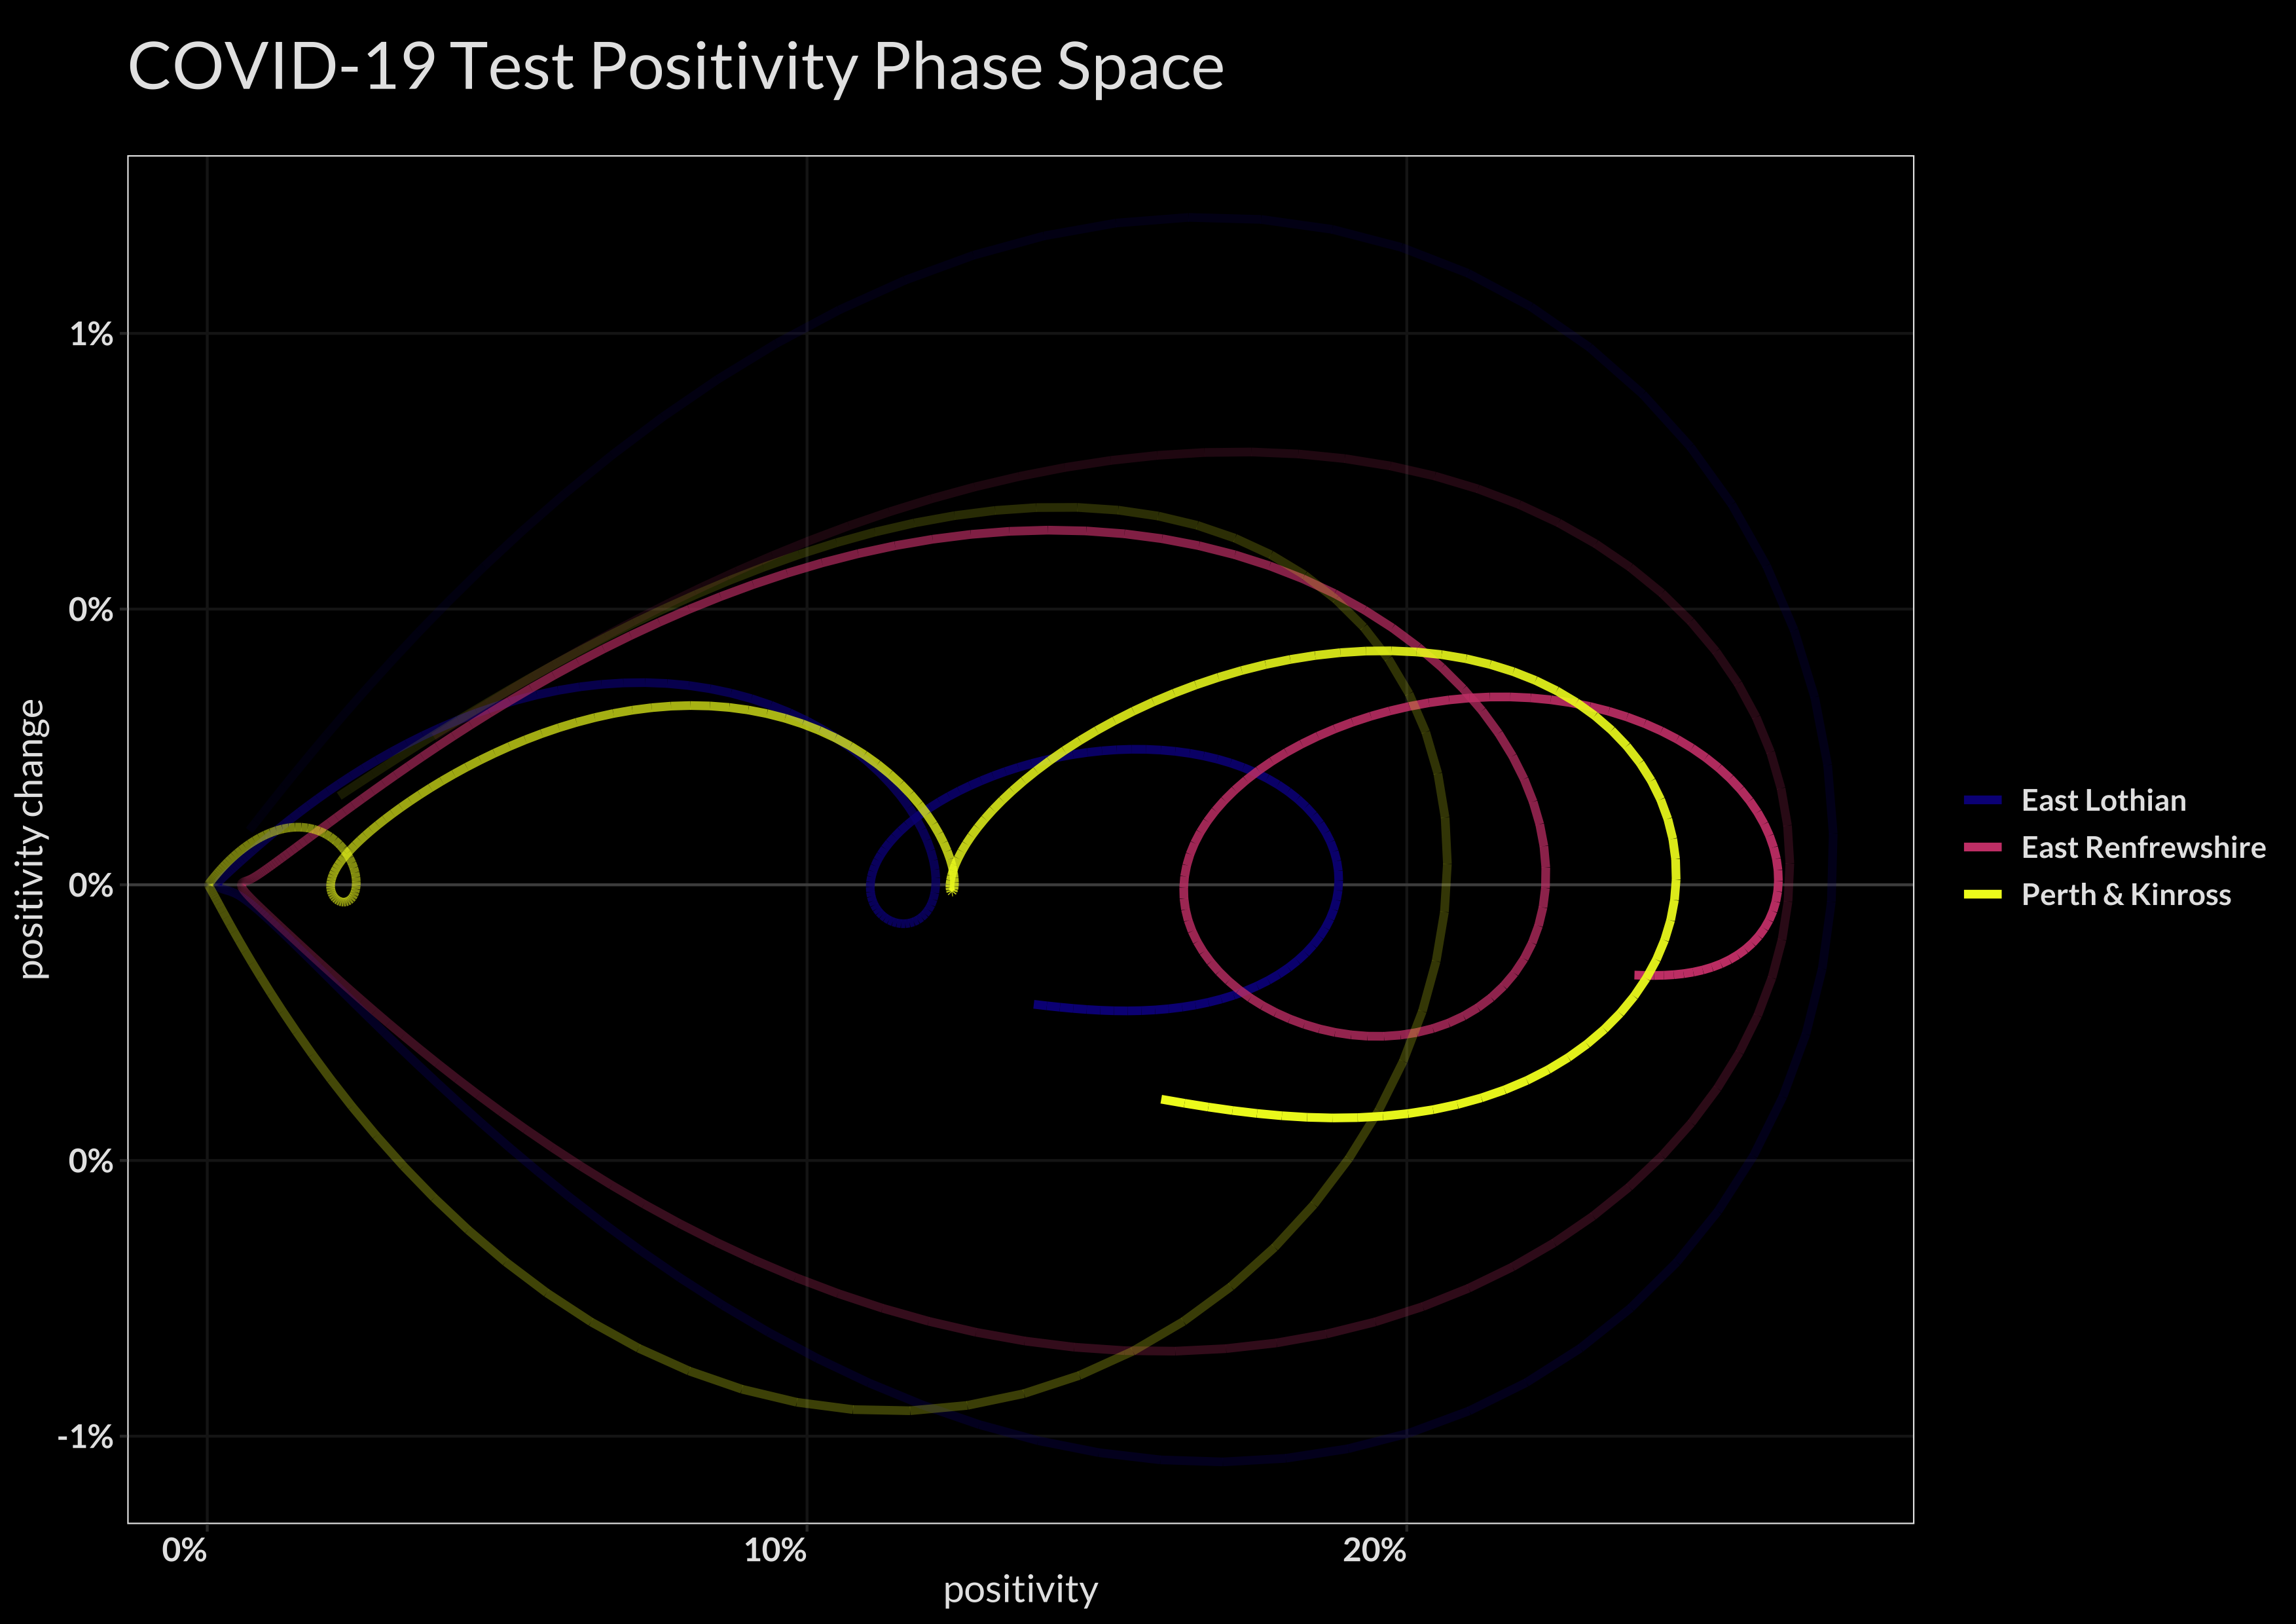 COVID-19 Test Positivity Phase Space
positivity change
1%
0%
0%
0%
-1%
0%
10%
20%
positivity
East Lothian
East Renfrewshire
Perth & Kinross